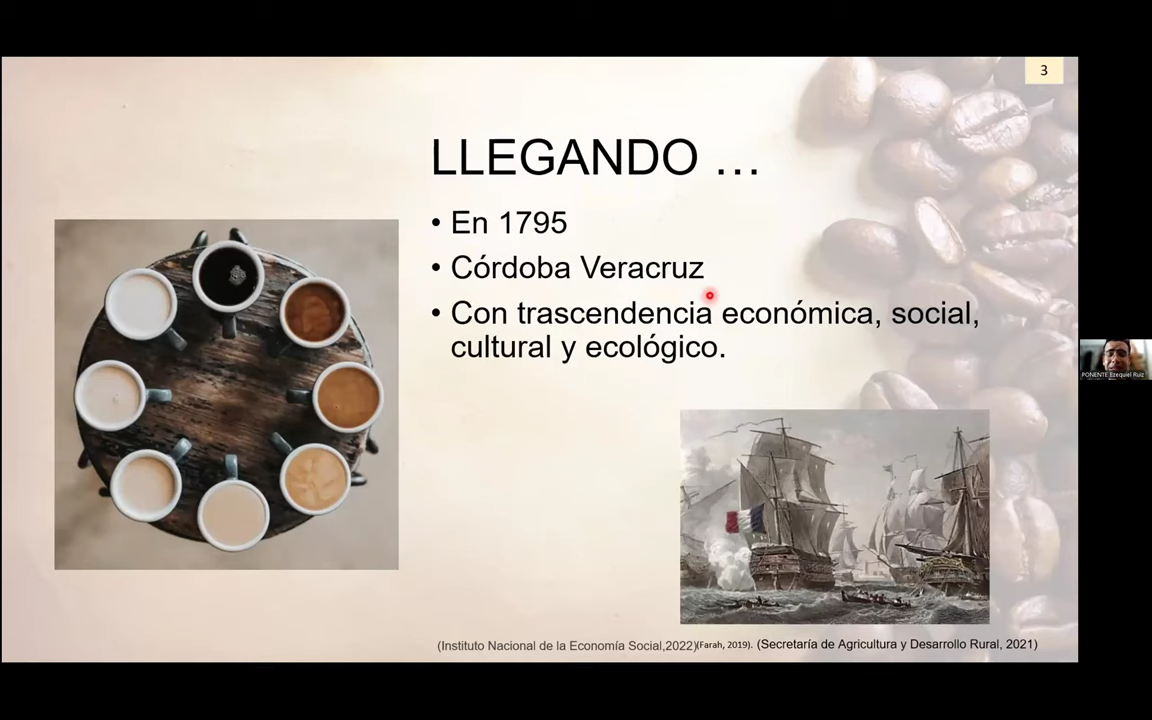 3
LLEGANDO ...
• En 1795
• Córdoba Veracruz
• Con trascendencia económica, social,
cultural y ecológico.
PONENTE Ezequiel Ruiz
(Instituto Nacional de la Economía Social,2022)(Farah, 2019). (Secretaría de Agricultura y Desarrollo Rural, 2021)